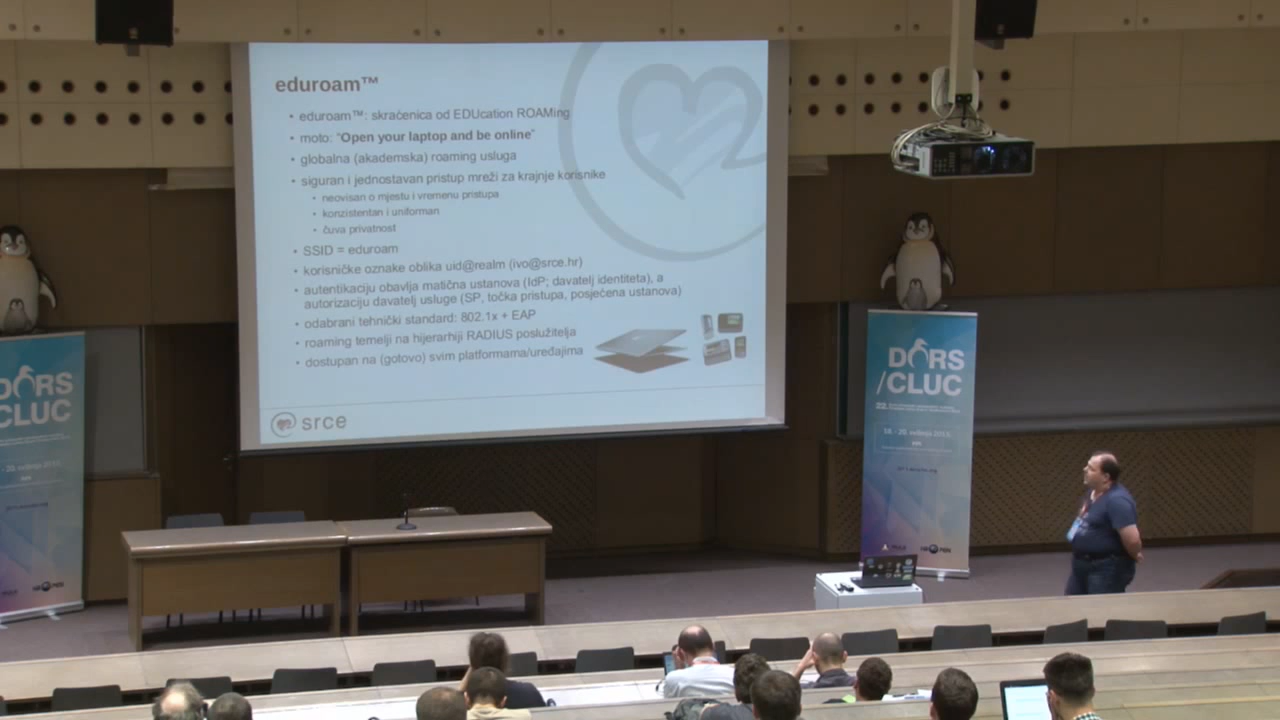 eduroam™
• eduroam™: skraćenica od EDUcation ROAMing
• moto: "Open your laptop and be online"
• globalna (akademska) roaming usluga
• siguran i jednostavan pristup mreži za krajnje korisnike
• neovisan o mjestu i vremenu pristupa
• konzistentan i uniforman
• čuva privatnost
• SSID = eduroam
• korisničke oznake oblika uid@realm (ivo@srce.hr)
• autentikaciju obavlja matična ustanova (IdP; davatelj identiteta), a
autorizaciju davatelj usluge (SP, točka pristupa, posjećena ustanova)
• odabrani tehnički standard: 802.1x + EAP
• roaming temelji na hijerarhiji RADIUS poslužitelja
• dostupan na (gotovo) svim platformama/uređajima
srce
DORS
/CLUC
DORS
CLUC